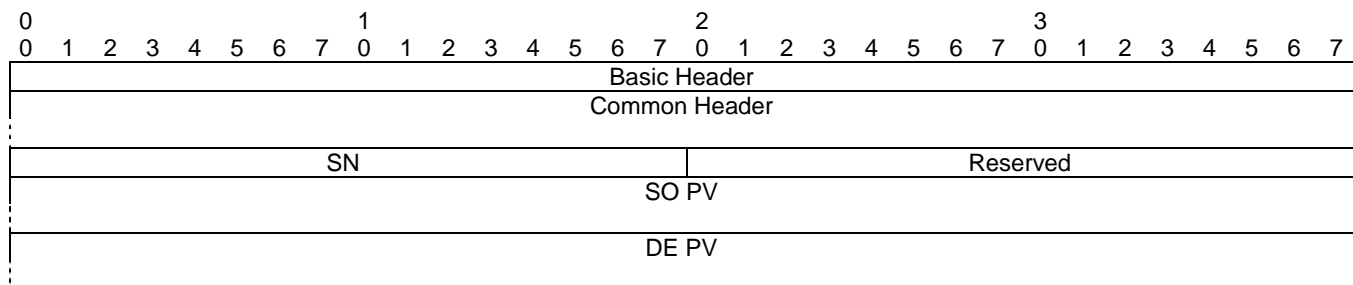 0 1 2 3
0 1 2 3 4 5 6 7 0 1 2 3 4 5 6 7 0 1 2 3 4 5 6 7 0 1 2 3 4 5 6 7
Basic Header
Common Header
SN Reserved
SO PV
DE PV